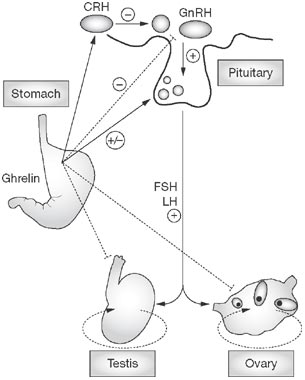 CRH
−
GnRH
+
Pituitary
Stomach
−
+/−
Ghrelin
FSH
LH
+
Testis
Ovary